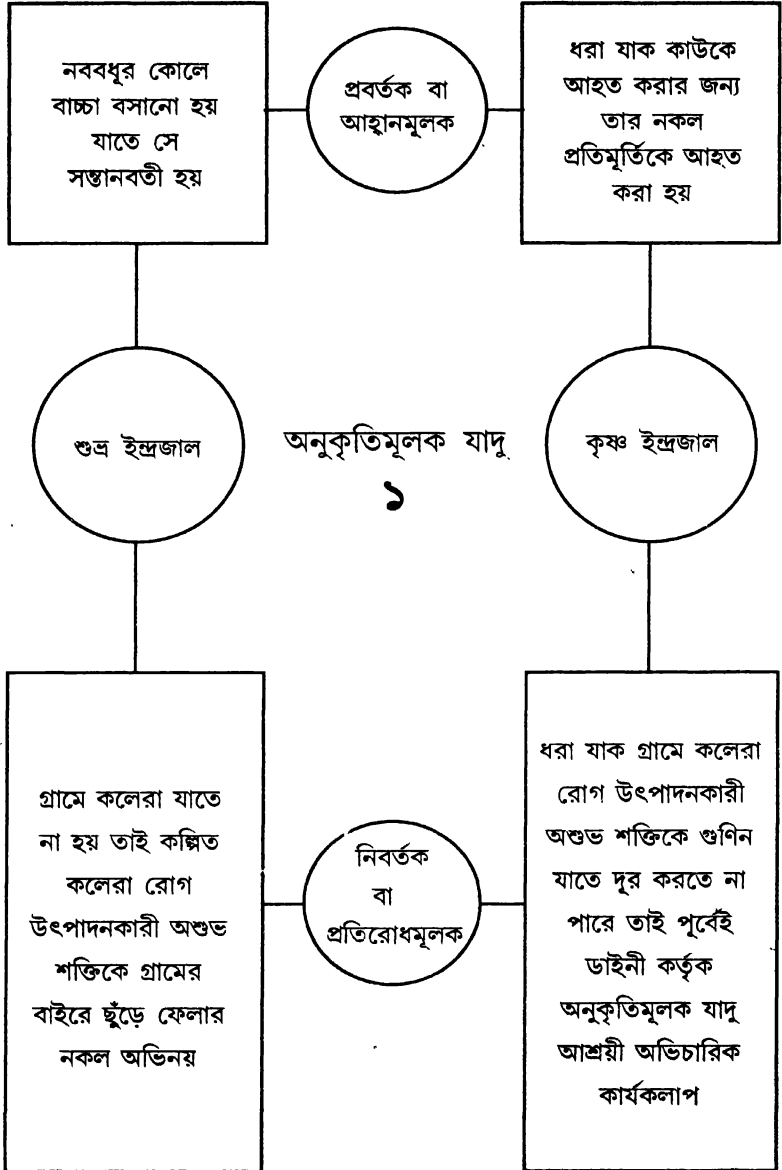 নববধূর কোলে
বাচ্চা বসানো হয়
যাতে সে
সন্তানবতী হয়
প্রবর্তক বা
আহ্বানমূলক
ধরা যাক কাউকে
আহত করার জন্য
তার নকল
প্রতিমূর্তিকে আহত
করা হয়
শুভ্র ইন্দ্রজাল
অনুকৃতিমূলক যাদু
১
কৃষ্ণ ইন্দ্রজাল
গ্রামে কলেরা যাতে
না হয় তাই কল্পিত
কলেরা রোগ
উৎপাদনকারী অশুভ
শক্তিকে গ্রামের
বাইরে ছুঁড়ে ফেলার
নকল অভিনয়
নিবর্তক
বা
প্রতিরোধমূলক
ধরা যাক গ্রামে কলেরা
রোগ উৎপাদনকারী
অশুভ শক্তিকে গুণিন
যাতে দূর করতে না
পারে তাই পূর্বেই
ডাইনী কর্তৃক
অনুকৃতিমূলক যাদু
আশ্রয়ী অভিচারিক
কার্যকলাপ